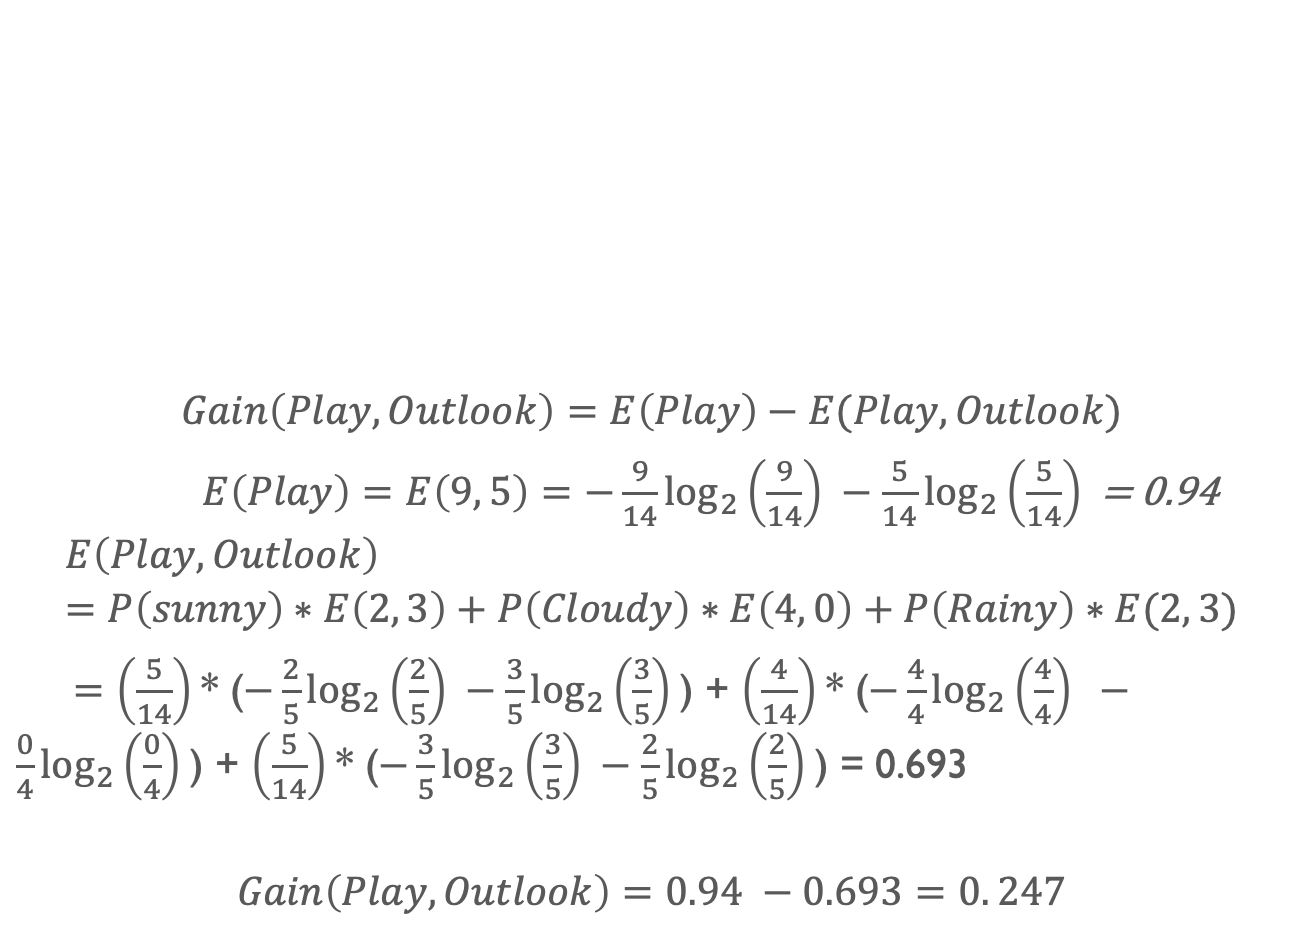 Gain(Play, Outlook) = E(Play) − E(Play, Outlook)
E(Play) = E(9, 5) = −9/14 log₂(9/14) − 5/14 log₂(5/14) = 0.94
E(Play, Outlook)
= P(sunny) ∗ E(2, 3) + P(Cloudy) ∗ E(4, 0) + P(Rainy) ∗ E(2, 3)
= (5/14) * (−2/5 log₂(2/5) − 3/5 log₂(3/5)) + (4/14) * (−4/4 log₂(4/4) −
0/4 log₂(0/4)) + (5/14) * (−3/5 log₂(3/5) − 2/5 log₂(2/5)) = 0.693
Gain(Play, Outlook) = 0.94 − 0.693 = 0.247